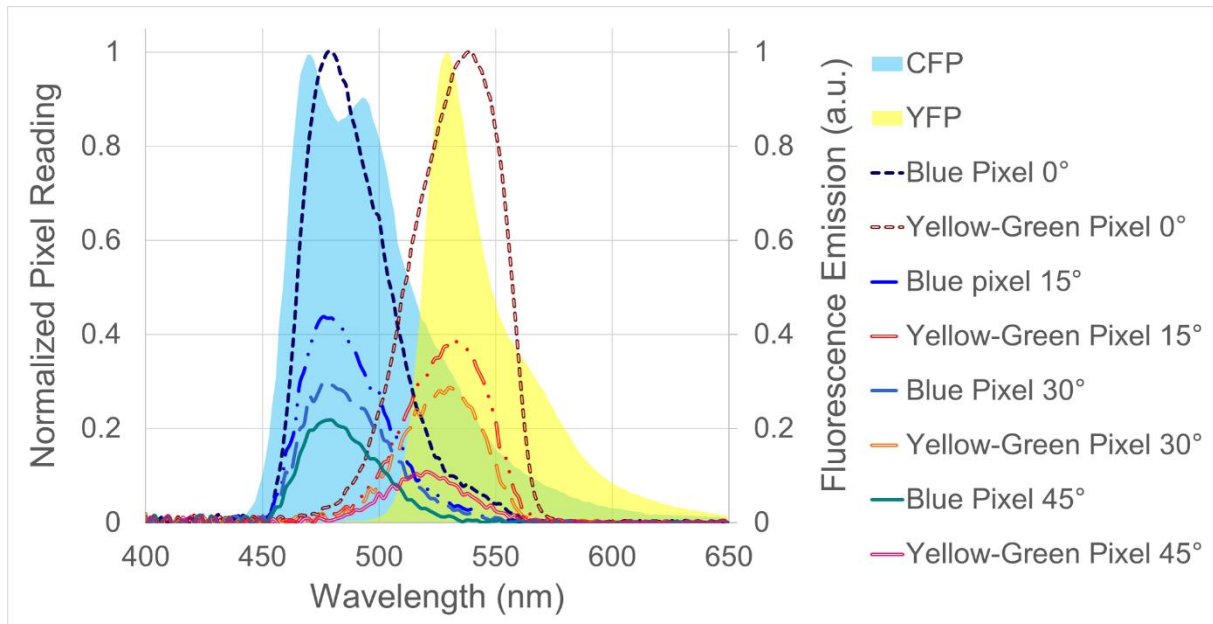 Normalized Pixel Reading
1
0.8
0.6
0.4
0.2
0
400
450
500
550
600
650
Wavelength (nm)
1
0.8
0.6
0.4
0.2
0
Fluorescence Emission (a.u.)
CFP
YFP
Blue Pixel 0°
Yellow-Green Pixel 0°
Blue pixel 15°
Yellow-Green Pixel 15°
Blue Pixel 30°
Yellow-Green Pixel 30°
Blue Pixel 45°
Yellow-Green Pixel 45°